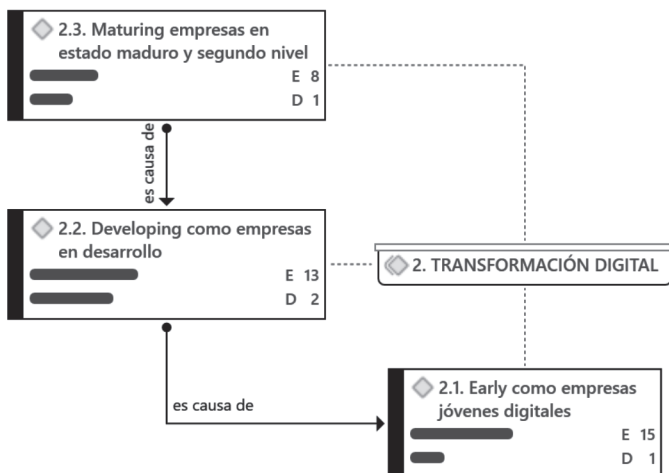 2.3. Maturing empresas en
estado maduro y segundo nivel
E 8
D 1
es causa de
2.2. Developing como empresas
en desarrollo
E 13
D 2
2. TRANSFORMACIÓN DIGITAL
es causa de
2.1. Early como empresas
jóvenes digitales
E 15
D 1